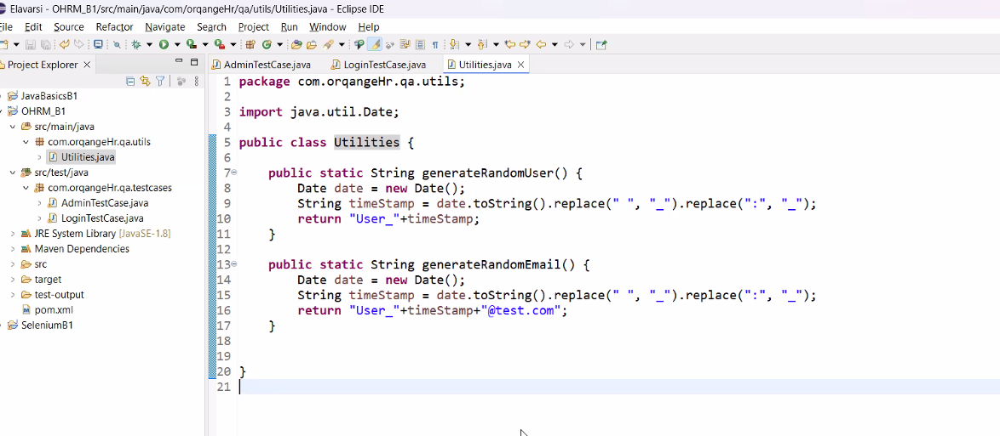 Elavarsi - OHRM_B1/src/main/java/com/orqangeHr/qa/utils/Utilities.java - Eclipse IDE
File Edit Source Refactor Navigate Search Project Run Window Help
Project Explorer
AdminTestCase.java LoginTestCase.java Utilities.java
JavaBasicsB1
OHRM_B1
src/main/java
com.orqangeHr.qa.utils
Utilities.java
src/test/java
com.orqangeHr.qa.testcases
AdminTestCase.java
LoginTestCase.java
JRE System Library [JavaSE-1.8]
Maven Dependencies
src
target
test-output
pom.xml
SeleniumB1
1 package com.orqangeHr.qa.utils;
2
3 import java.util.Date;
4
5 public class Utilities {
6
7 public static String generateRandomUser() {
8 Date date = new Date();
9 String timeStamp = date.toString().replace(" ", "_").replace(":", "_");
10 return "User_"+timeStamp;
11 }
12
13 public static String generateRandomEmail() {
14 Date date = new Date();
15 String timeStamp = date.toString().replace(" ", "_").replace(":", "_");
16 return "User_"+timeStamp+"@test.com";
17 }
18
19
20 }
21